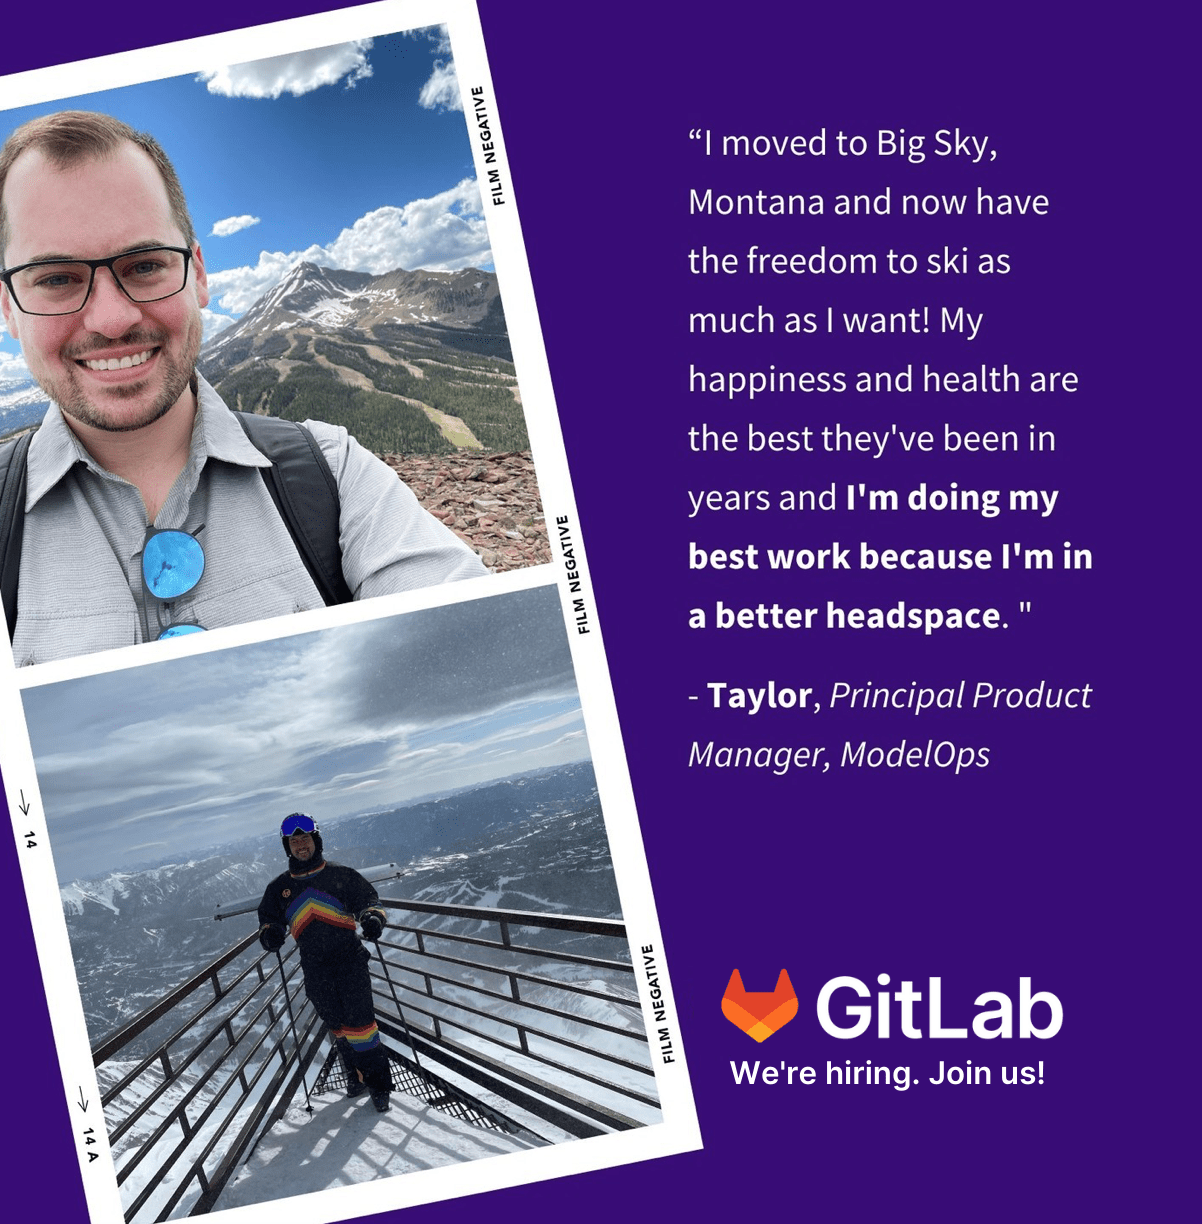 “I moved to Big Sky,
Montana and now have
the freedom to ski as
much as I want! My
happiness and health are
the best they've been in
years and I'm doing my
best work because I'm in
a better headspace. "
- Taylor, Principal Product
Manager, ModelOps
GitLab
We're hiring. Join us!
FILM NEGATIVE
FILM NEGATIVE
FILM NEGATIVE
→ 14
→ 14 A